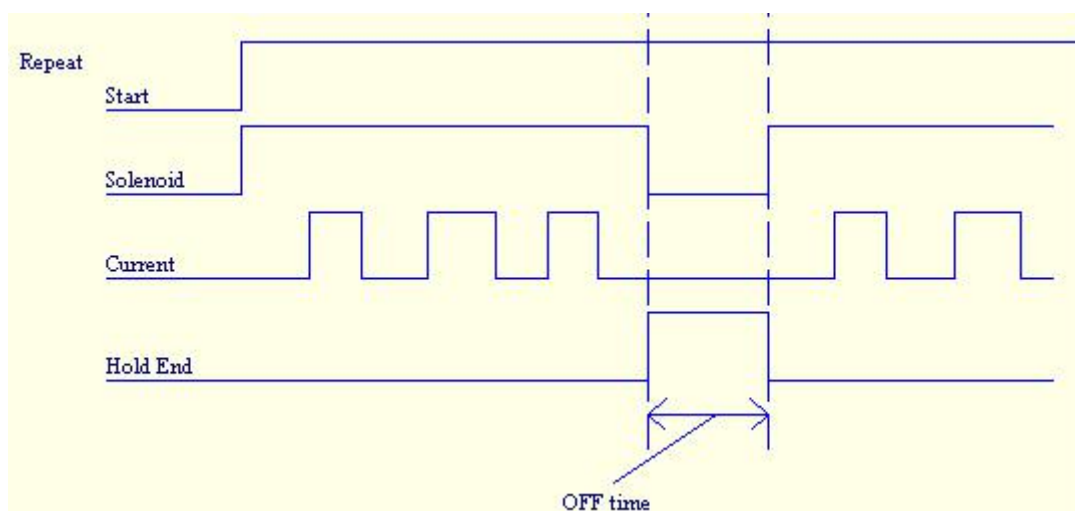 Repeat
Start
Solenoid
Current
Hold End
OFF time